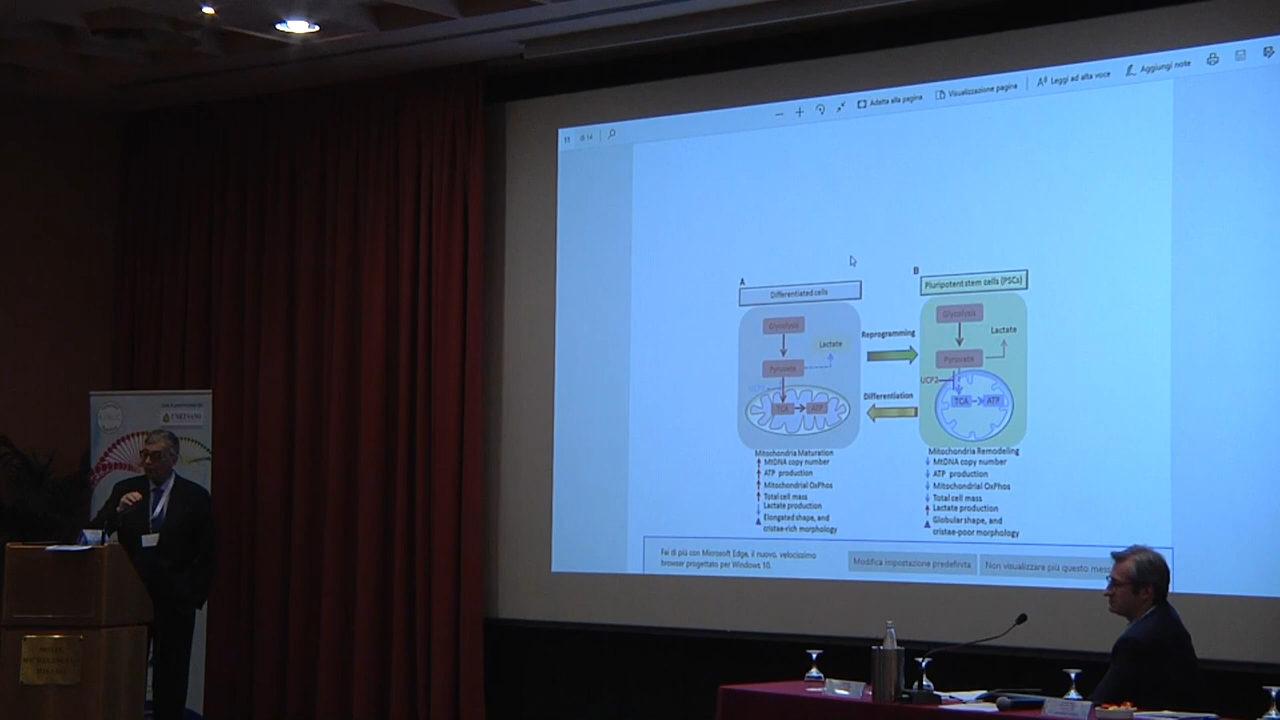 11 di 14
Adatta alla pagina
Visualizzazione pagina
Leggi ad alta voce
Aggiungi note
A
Differentiated cells
Glycolysis
Lactate
Pyruvate
TCA
ATP
Mitochondria Maturation
MtDNA copy number
ATP production
Mitochondrial OxPhos
Total cell mass
Lactate production
Elongated shape, and
cristae-rich morphology
Reprogramming
Differentiation
B
Pluripotent stem cells (PSCs)
Glycolysis
Lactate
Pyruvate
UCP2
TCA
ATP
Mitochondria Remodeling
MtDNA copy number
ATP production
Mitochondrial OxPhos
Total cell mass
Lactate production
Globular shape, and
cristae-poor morphology
Fai di più con Microsoft Edge, il nuovo, velocissimo
browser progettato per Windows 10.
Modifica impostazione predefinita
Non visualizzare più questo mess